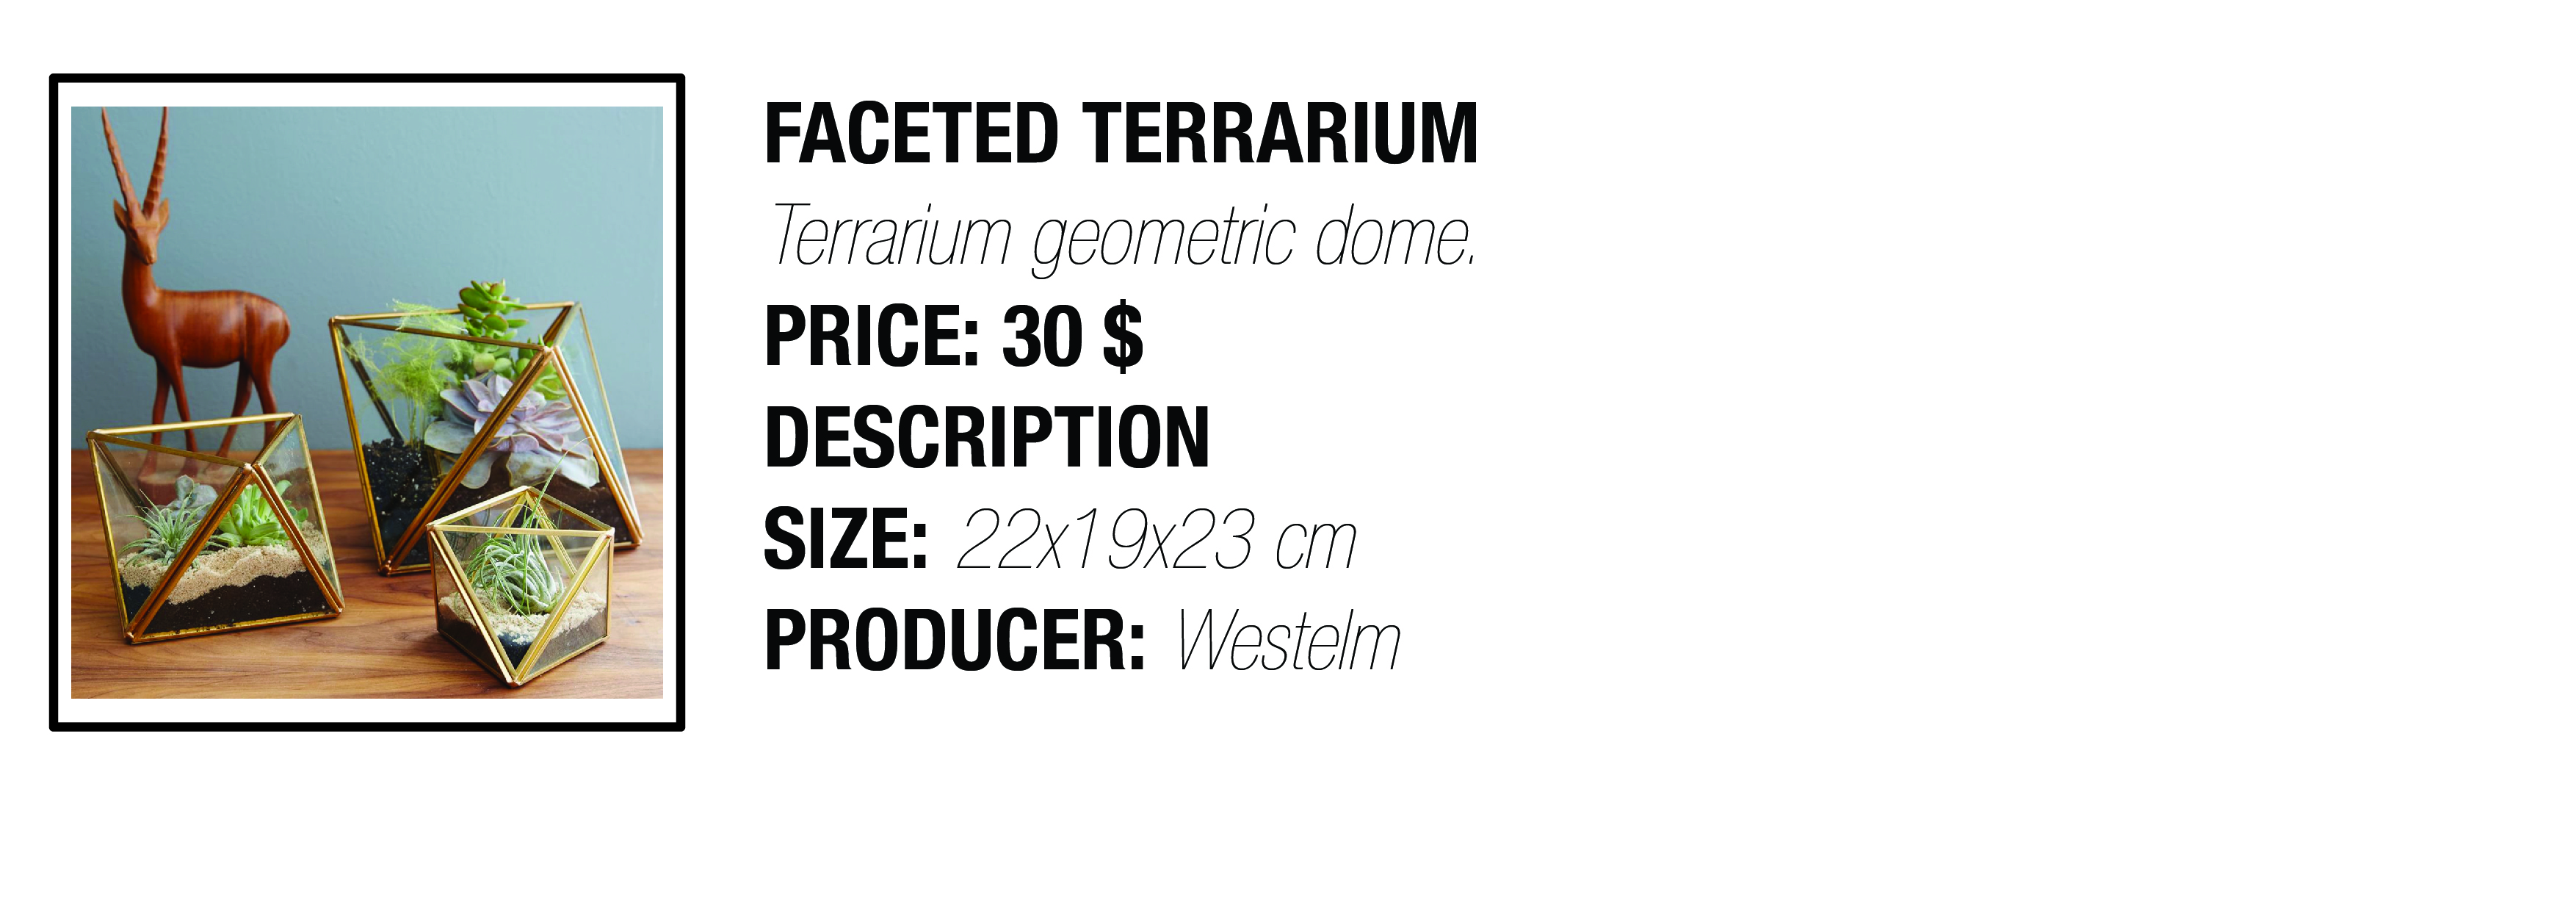 FACETED TERRARIUM
Terrarium geometric dome.
PRICE: 30 $
DESCRIPTION
SIZE: 22x19x23 cm
PRODUCER: Westelm